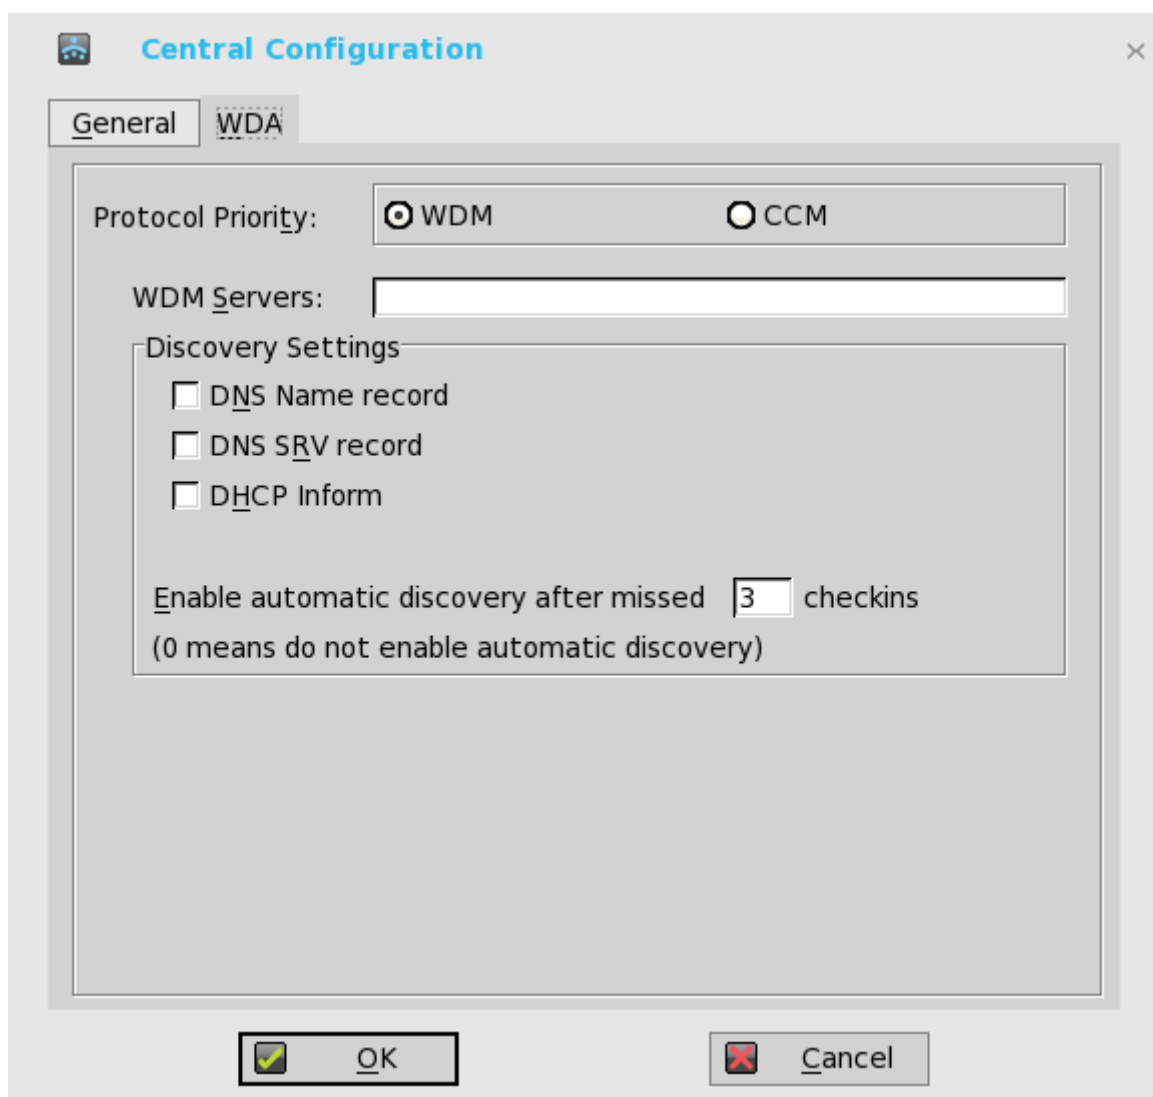 Central Configuration
General WDA
Protocol Priority: WDM CCM
WDM Servers:
Discovery Settings
DNS Name record
DNS SRV record
DHCP Inform
Enable automatic discovery after missed 3 checkins
(0 means do not enable automatic discovery)
OK Cancel